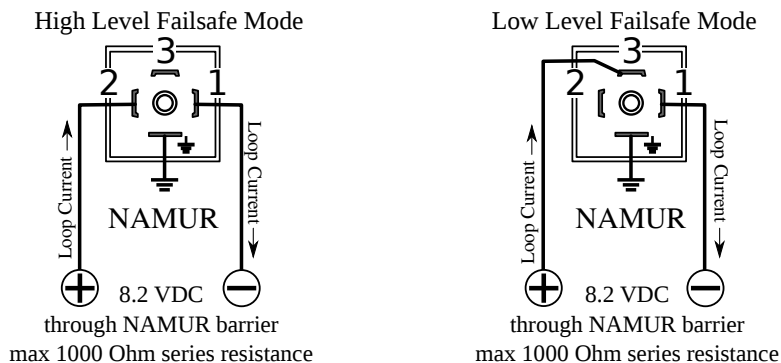 High Level Failsafe Mode
3
2 1
Loop Current →
Loop Current →
NAMUR
8.2 VDC
through NAMUR barrier
max 1000 Ohm series resistance
Low Level Failsafe Mode
3
2 1
Loop Current →
Loop Current →
NAMUR
8.2 VDC
through NAMUR barrier
max 1000 Ohm series resistance